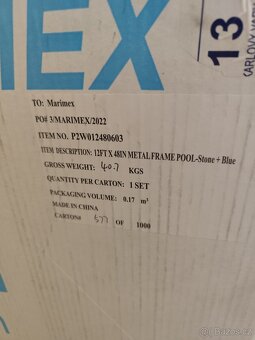 MEX
13
KARLOVY
TO: Marimex
PO# 3/MARIMEX/2022
ITEM NO. P2W012480603
ITEM DESCRIPTION: 12FT X 48IN METAL FRAME POOL-Stone + Blue
GROSS WEIGHT: 40.7 KGS
QUANTITY PER CARTON: 1 SET
PACKAGING VOLUME: 0.17 m³
MADE IN CHINA
CARTON# 577 OF 1000